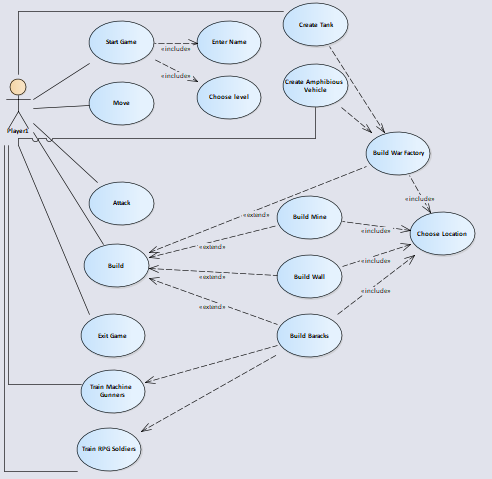 Create Tank
Start Game
Enter Name
«include»
«include»
Create Amphibious
Vehicle
Choose level
Move
Player1
Build War Factory
«include»
Attack
«extend»
Build Mine
«include»
Choose Location
«extend»
Build
«include»
Build Wall
«extend»
«include»
«extend»
Exit Game
Build Baracks
Train Machine
Gunners
Train RPG Soldiers